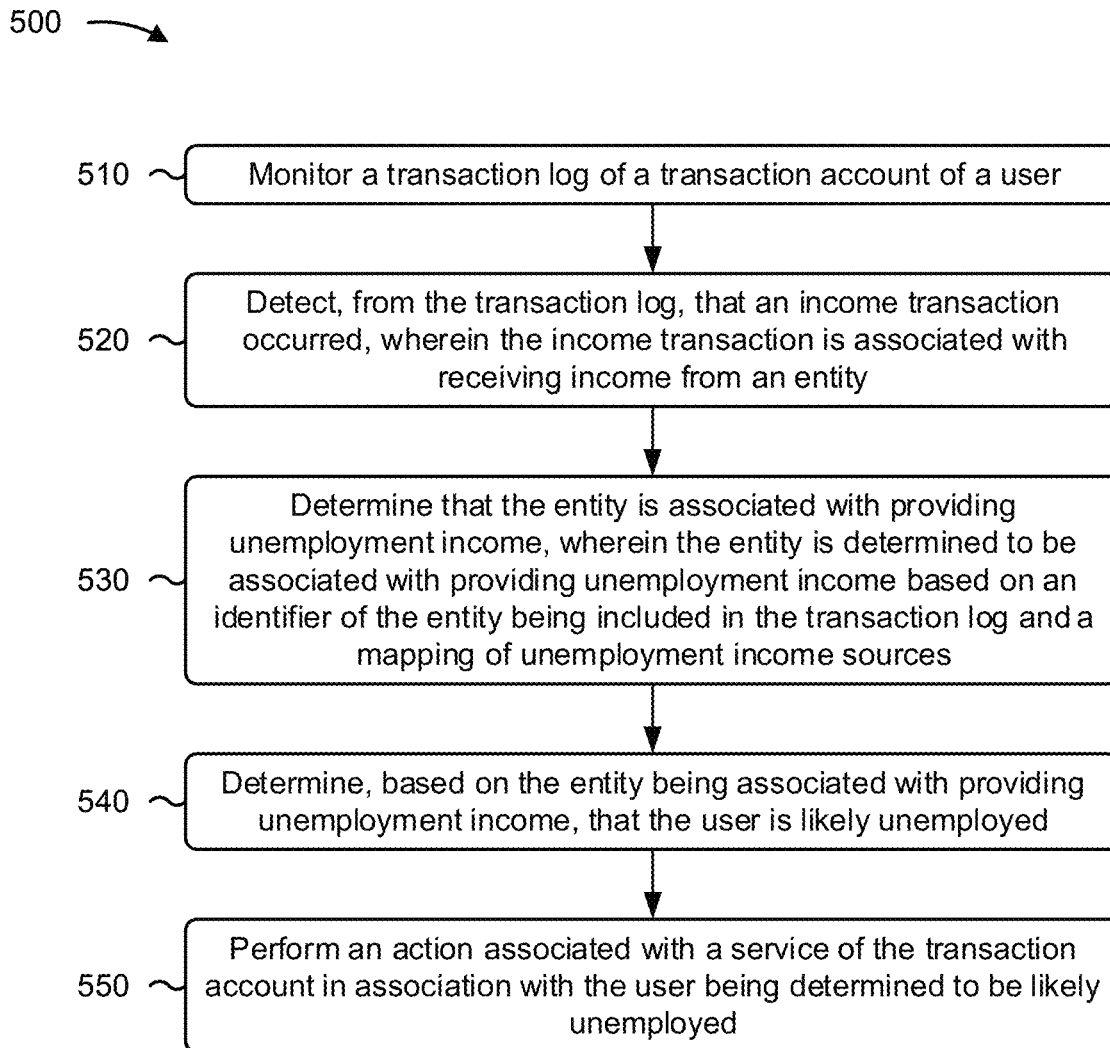 500
510
Monitor a transaction log of a transaction account of a user
520
Detect, from the transaction log, that an income transaction
occurred, wherein the income transaction is associated with
receiving income from an entity
530
Determine that the entity is associated with providing
unemployment income, wherein the entity is determined to be
associated with providing unemployment income based on an
identifier of the entity being included in the transaction log and a
mapping of unemployment income sources
540
Determine, based on the entity being associated with providing
unemployment income, that the user is likely unemployed
550
Perform an action associated with a service of the transaction
account in association with the user being determined to be likely
unemployed